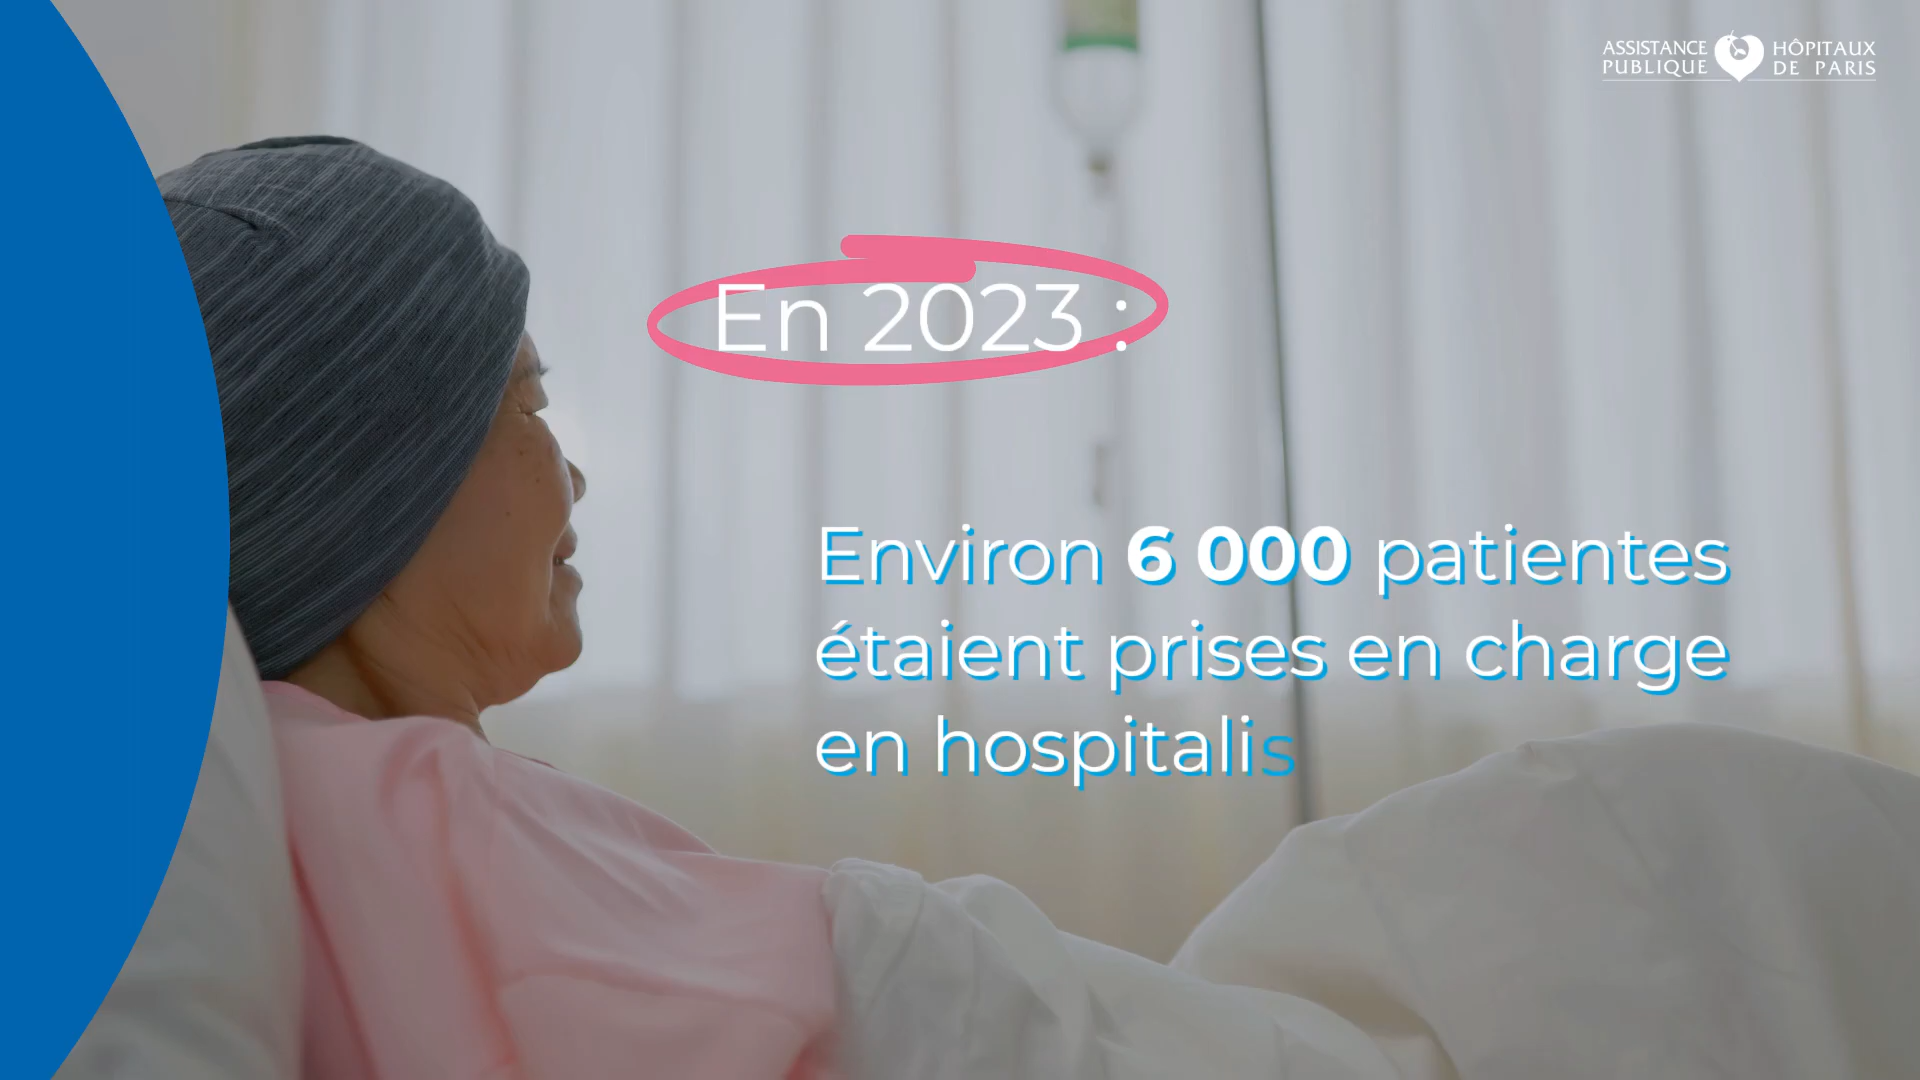 ASSISTANCE
PUBLIQUE
HÔPITAUX
DE PARIS
En 2023 :
Environ 6 000 patientes
étaient prises en charge
en hospitalis